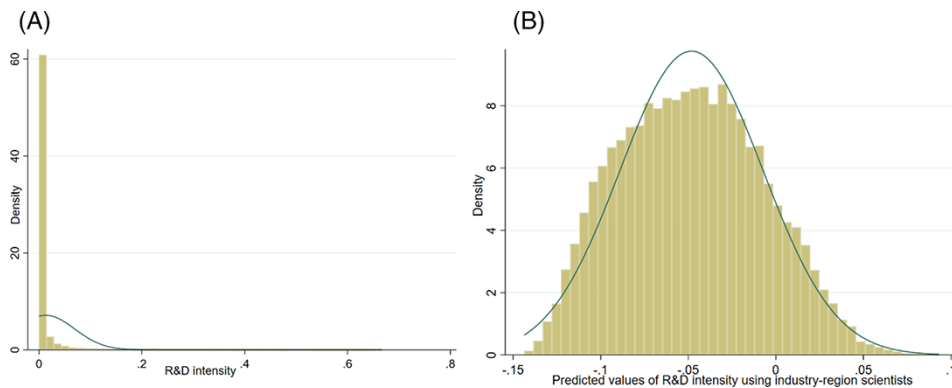 (A)
60
40
20
0
Density
0 .2 .4 .6 .8
R&D intensity
(B)
8
6
4
2
0
Density
-.15 -.1 -.05 0 .1
Predicted values of R&D intensity using industry-region scientists